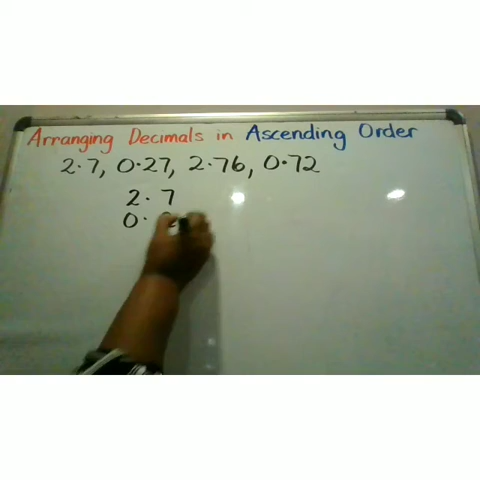 Arranging Decimals in Ascending Order
2·7, 0·27, 2·76, 0·72
2·7
0·